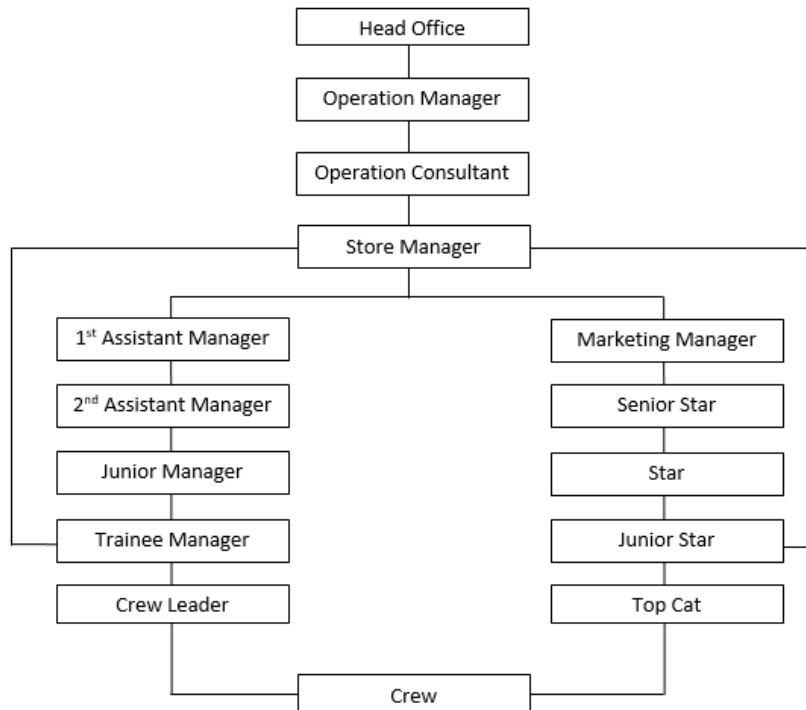 Head Office
Operation Manager
Operation Consultant
Store Manager
1st Assistant Manager
Marketing Manager
2nd Assistant Manager
Senior Star
Junior Manager
Star
Trainee Manager
Junior Star
Crew Leader
Top Cat
Crew